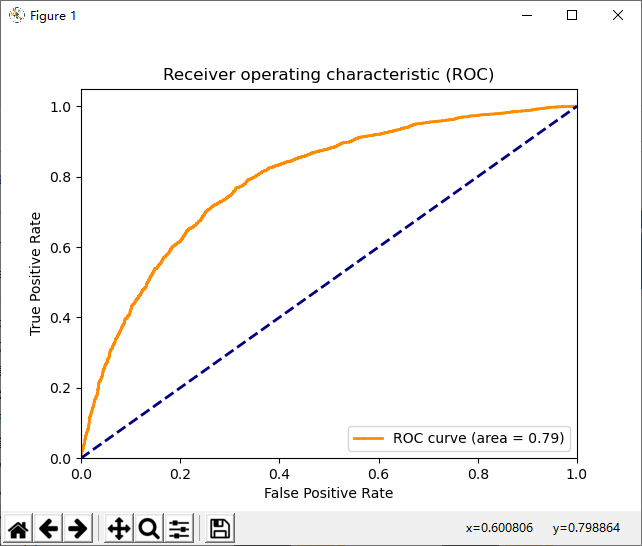 Figure 1
Receiver operating characteristic (ROC)
1.0
0.8
0.6
0.4
0.2
0.0
True Positive Rate
ROC curve (area = 0.79)
0.0 0.2 0.4 0.6 0.8 1.0
False Positive Rate
x=0.600806 y=0.798864